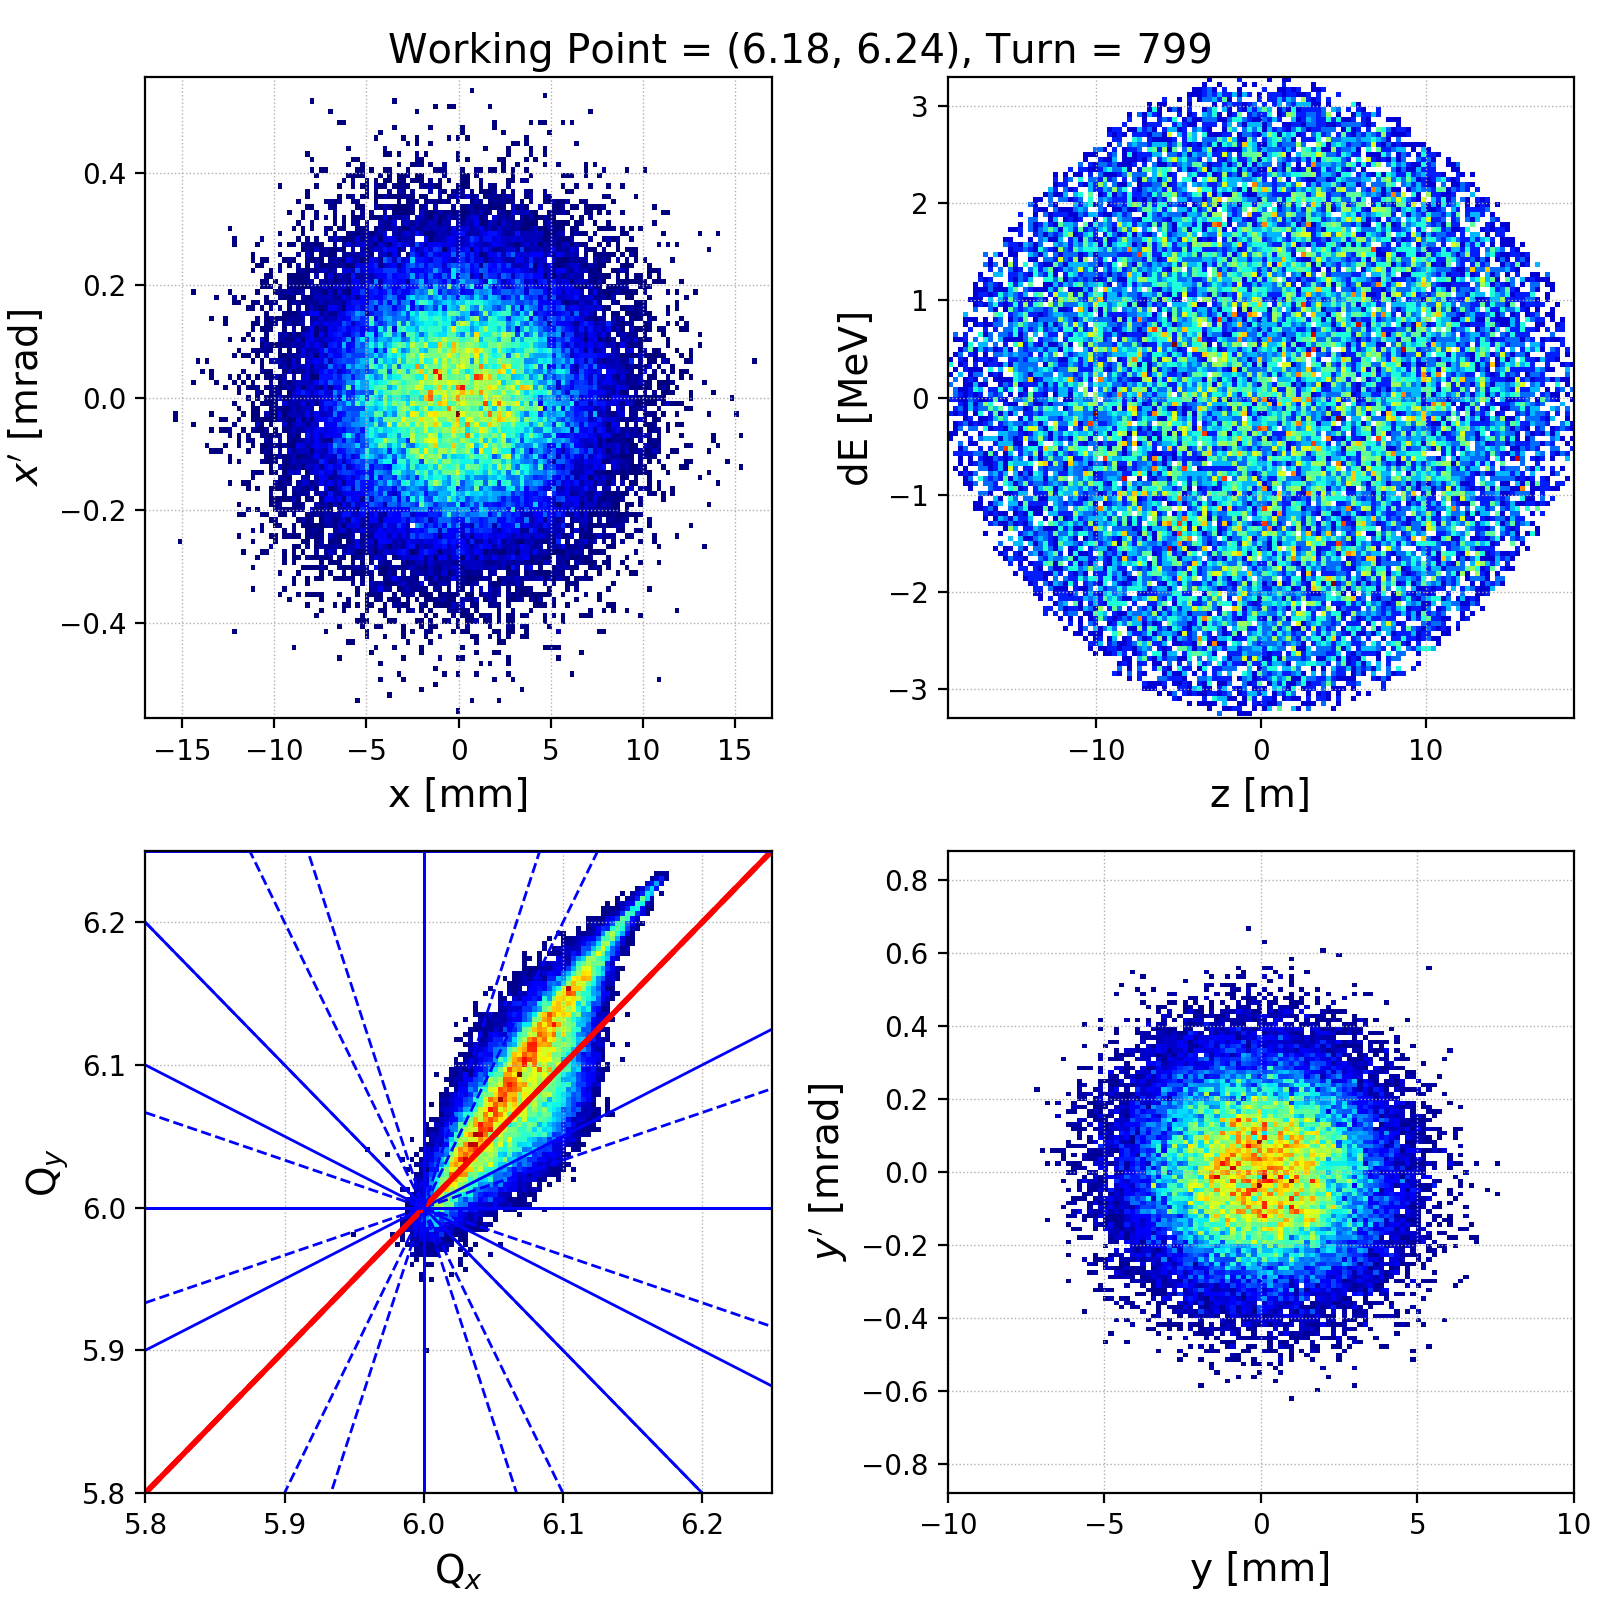 Working Point = (6.18, 6.24), Turn = 799
0.4
0.2
0.0
−0.2
−0.4
x′ [mrad]
−15 −10 −5 0 5 10 15
x [mm]
3
2
1
0
−1
−2
−3
dE [MeV]
−10 0 10
z [m]
6.2
6.1
6.0
5.9
5.8
Qy
5.8 5.9 6.0 6.1 6.2
Qx
0.8
0.6
0.4
0.2
0.0
−0.2
−0.4
−0.6
−0.8
y′ [mrad]
−10 −5 0 5 10
y [mm]